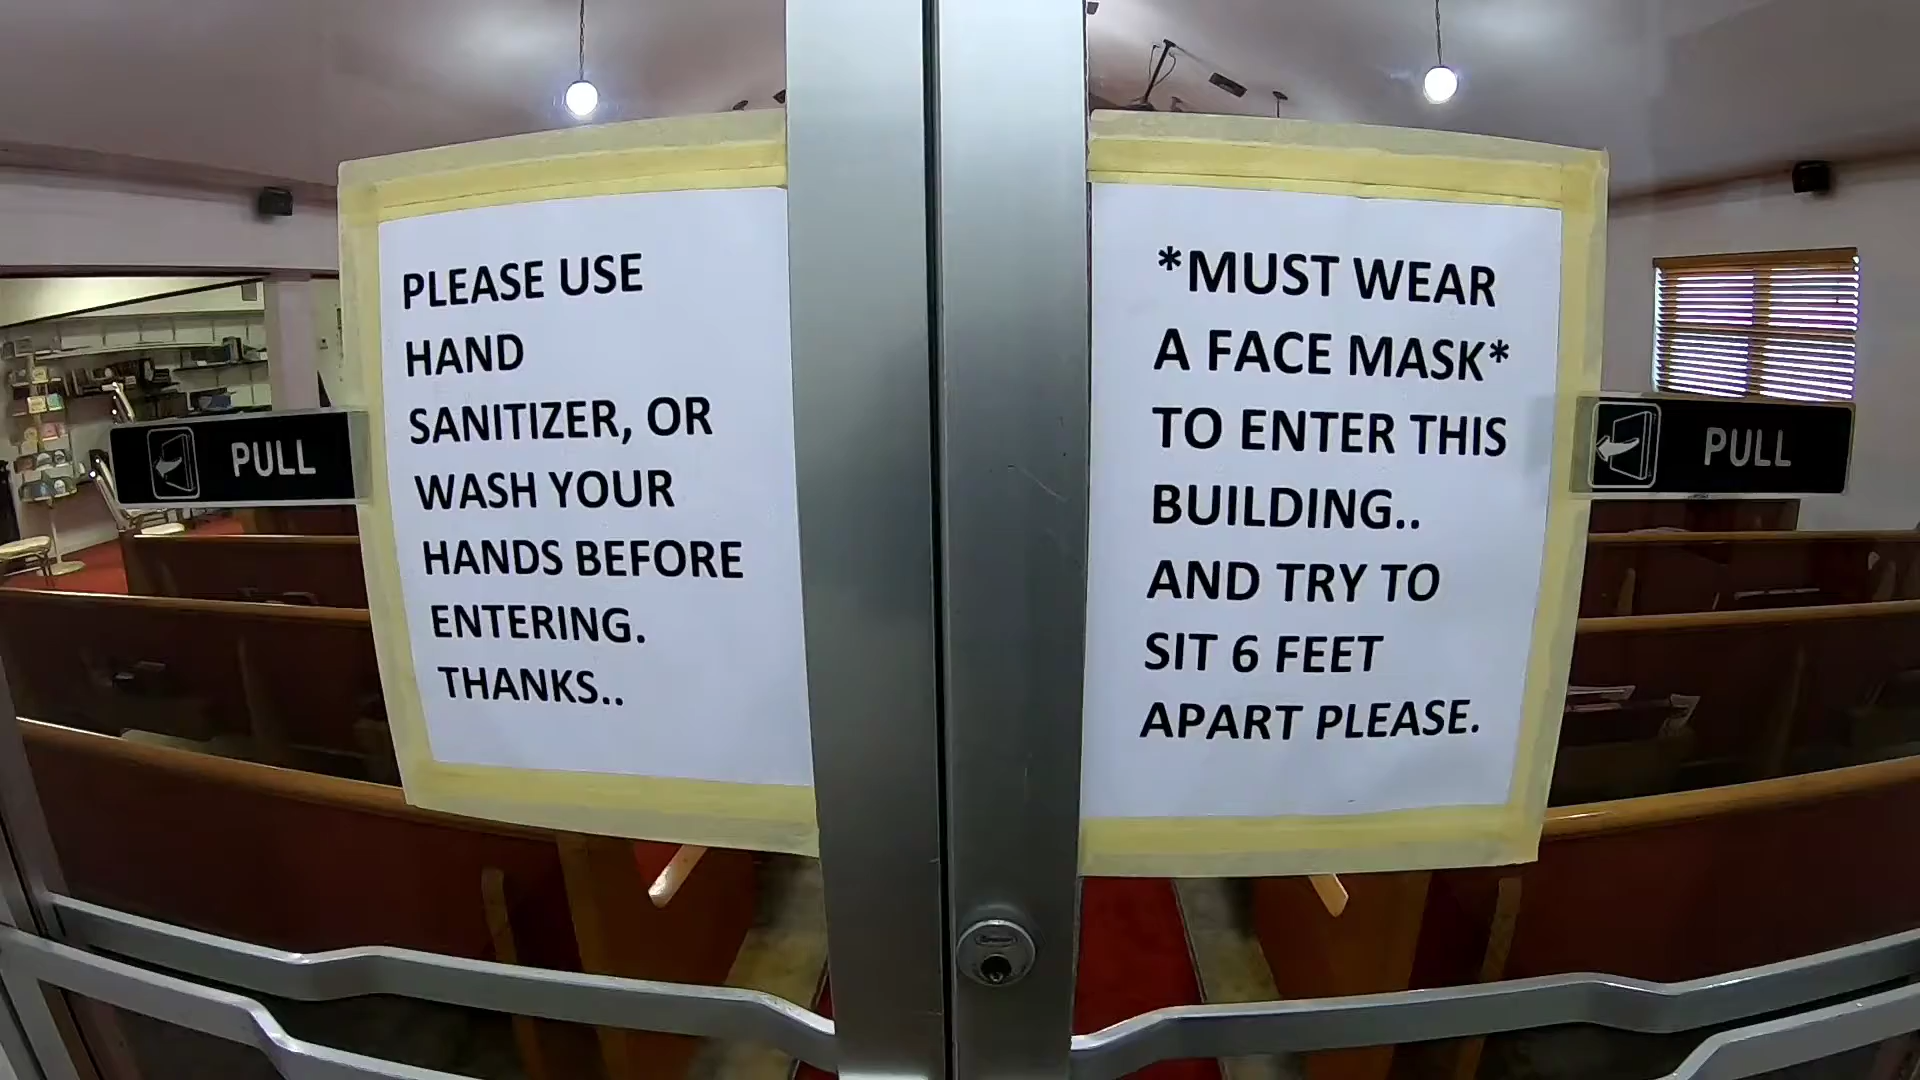 PLEASE USE
HAND
SANITIZER, OR
WASH YOUR
HANDS BEFORE
ENTERING.
THANKS..
PULL
*MUST WEAR
A FACE MASK*
TO ENTER THIS
BUILDING..
AND TRY TO
SIT 6 FEET
APART PLEASE.
PULL